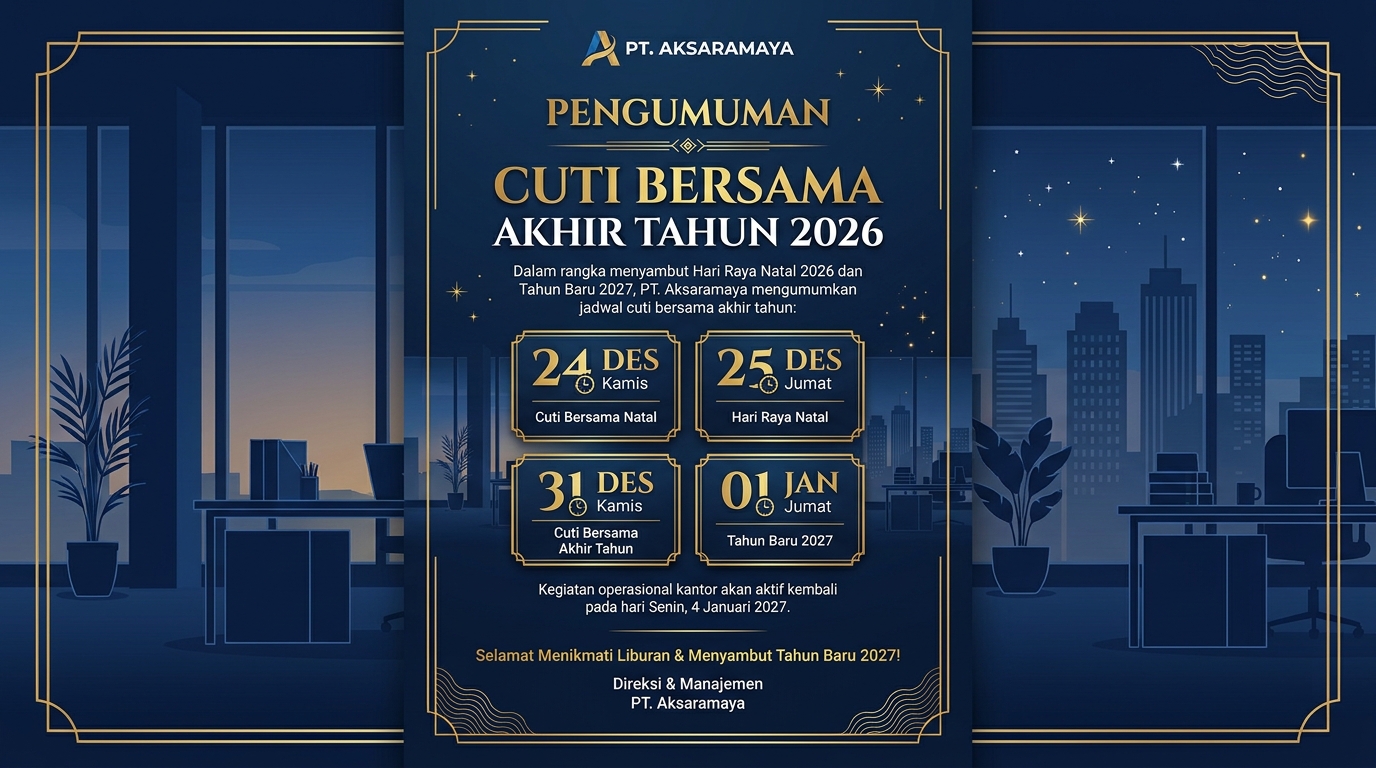 PT. AKSARAMAYA
PENGUMUMAN
CUTI BERSAMA
AKHIR TAHUN 2026
Dalam rangka menyambut Hari Raya Natal 2026 dan
Tahun Baru 2027, PT. Aksaramaya mengumumkan
jadwal cuti bersama akhir tahun:
24 DES
Kamis
Cuti Bersama Natal
25 DES
Jumat
Hari Raya Natal
31 DES
Kamis
Cuti Bersama
Akhir Tahun
01 JAN
Jumat
Tahun Baru 2027
Kegiatan operasional kantor akan aktif kembali
pada hari Senin, 4 Januari 2027.
Selamat Menikmati Liburan & Menyambut Tahun Baru 2027!
Direksi & Manajemen
PT. Aksaramaya